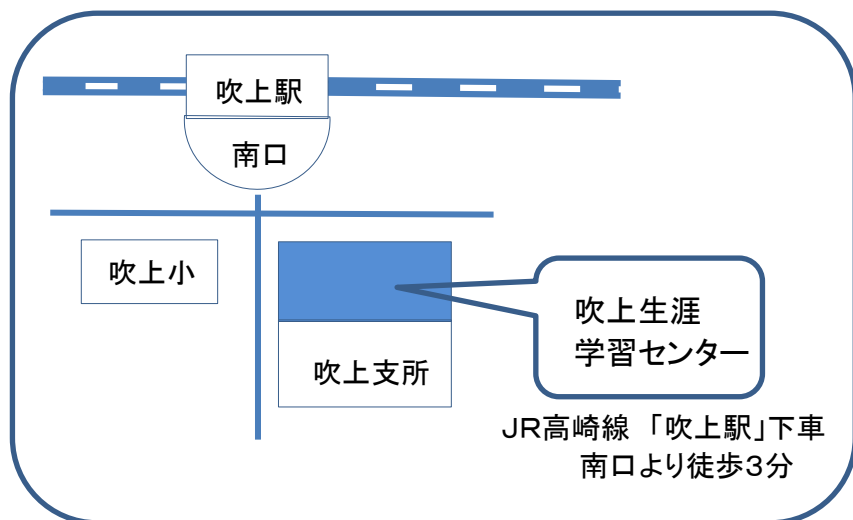 吹上駅
南口
吹上小
吹上生涯
学習センター
吹上支所
JR高崎線 「吹上駅」下車
南口より徒歩3分